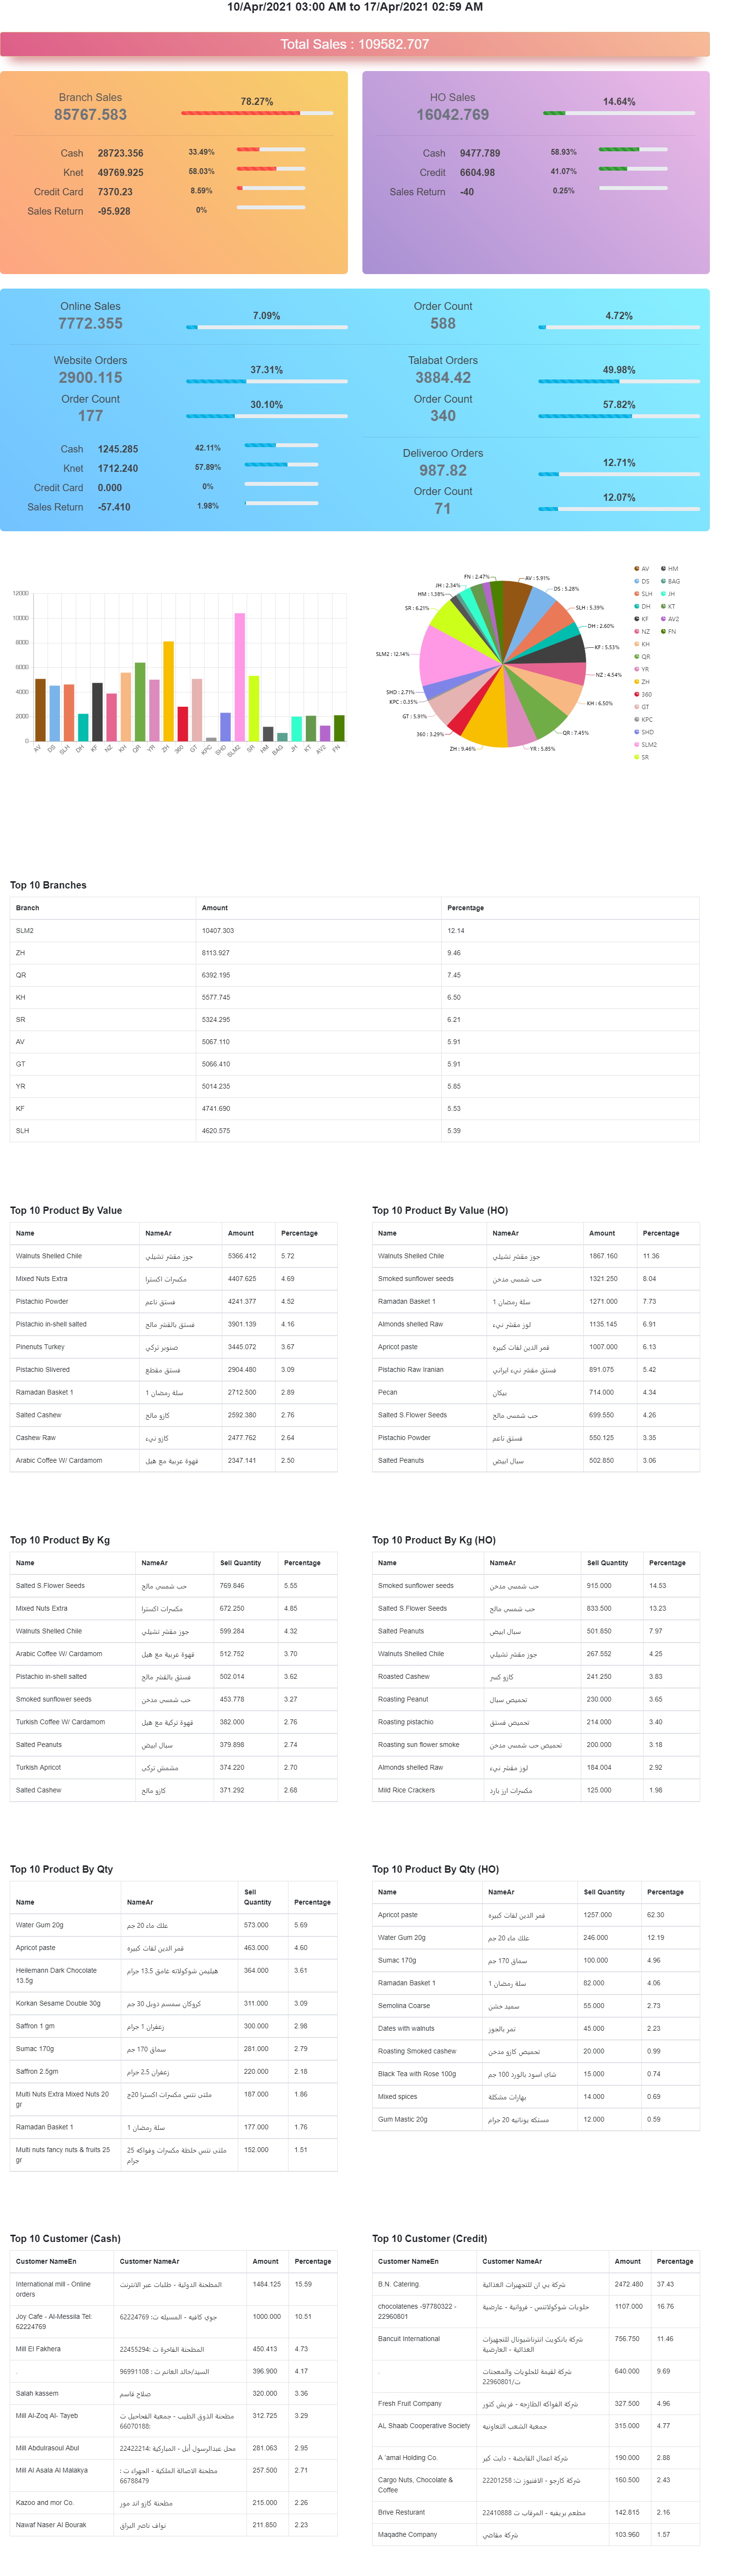 10/Apr/2021 03:00 AM to 17/Apr/2021 02:59 AM
Total Sales : 109582.707
Branch Sales
85767.583
78.27%
Cash 28723.356 33.49%
Knet 49769.925 58.03%
Credit Card 7370.23 8.59%
Sales Return -95.928 0%
HO Sales
16042.769
14.64%
Cash 9477.789 58.93%
Credit 6604.98 41.07%
Sales Return -40 0.25%
Online Sales
7772.355
7.09%
Order Count
588
4.72%
Website Orders
2900.115
37.31%
Order Count
177
30.10%
Cash 1245.285 42.11%
Knet 1712.240 57.89%
Credit Card 0.000 0%
Sales Return -57.410 1.98%
Talabat Orders
3884.42
49.98%
Order Count
340
57.82%
Deliveroo Orders
987.82
12.71%
Order Count
71
12.07%
12000
10000
8000
6000
4000
2000
0
AV DS SLH DH KF NZ KH QR YR ZH 360 GT KPC SHD SLM2 SR HM BAG JH KT AV2 FN
AV : 5.91%
DS : 5.28%
SLH : 5.39%
DH : 2.60%
KF : 5.53%
NZ : 4.54%
KH : 6.50%
QR : 7.45%
YR : 5.85%
ZH : 9.46%
360 : 3.29%
GT : 5.91%
KPC : 0.35%
SHD : 2.71%
SLM2 : 12.14%
SR : 6.21%
HM : 1.38%
JH : 2.34%
FN : 2.47%
AV HM
DS BAG
SLH JH
DH KT
KF AV2
NZ FN
KH
QR
YR
ZH
360
GT
KPC
SHD
SLM2
SR
Top 10 Branches
Branch Amount Percentage
SLM2 10407.303 12.14
ZH 8113.927 9.46
QR 6392.195 7.45
KH 5577.745 6.50
SR 5324.295 6.21
AV 5067.110 5.91
GT 5066.410 5.91
YR 5014.235 5.85
KF 4741.690 5.53
SLH 4620.575 5.39
Top 10 Product By Value
Name NameAr Amount Percentage
Walnuts Shelled Chile جوز مقشر تشيلي 5366.412 5.72
Mixed Nuts Extra مكسرات اكسترا 4407.625 4.69
Pistachio Powder فستق ناعم 4241.377 4.52
Pistachio in-shell salted فستق بالقشر مالح 3901.139 4.16
Pinenuts Turkey صنوبر تركي 3445.072 3.67
Pistachio Slivered فستق مقطع 2904.480 3.09
Ramadan Basket 1 سلة رمضان 1 2712.500 2.89
Salted Cashew كازو مالح 2592.380 2.76
Cashew Raw كازو نيء 2477.762 2.64
Arabic Coffee W/ Cardamom قهوة عربية مع هيل 2347.141 2.50
Top 10 Product By Value (HO)
Name NameAr Amount Percentage
Walnuts Shelled Chile جوز مقشر تشيلي 1867.160 11.36
Smoked sunflower seeds حب شمسى مدخن 1321.250 8.04
Ramadan Basket 1 سلة رمضان 1 1271.000 7.73
Almonds shelled Raw لوز مقشر نيء 1135.145 6.91
Apricot paste قمر الدين لفات كبيره 1007.000 6.13
Pistachio Raw Iranian فستق مقشر نيء ايراني 891.075 5.42
Pecan بيكان 714.000 4.34
Salted S.Flower Seeds حب شمسى مالح 699.550 4.26
Pistachio Powder فستق ناعم 550.125 3.35
Salted Peanuts سبال ابيض 502.850 3.06
Top 10 Product By Kg
Name NameAr Sell Quantity Percentage
Salted S.Flower Seeds حب شمسى مالح 769.846 5.55
Mixed Nuts Extra مكسرات اكسترا 672.250 4.85
Walnuts Shelled Chile جوز مقشر تشيلي 599.284 4.32
Arabic Coffee W/ Cardamom قهوة عربية مع هيل 512.752 3.70
Pistachio in-shell salted فستق بالقشر مالح 502.014 3.62
Smoked sunflower seeds حب شمسى مدخن 453.778 3.27
Turkish Coffee W/ Cardamom قهوة تركية مع هيل 382.000 2.76
Salted Peanuts سبال ابيض 379.898 2.74
Turkish Apricot مشمش تركى 374.220 2.70
Salted Cashew كازو مالح 371.292 2.68
Top 10 Product By Kg (HO)
Name NameAr Sell Quantity Percentage
Smoked sunflower seeds حب شمسى مدخن 915.000 14.53
Salted S.Flower Seeds حب شمسى مالح 833.500 13.23
Salted Peanuts سبال ابيض 501.850 7.97
Walnuts Shelled Chile جوز مقشر تشيلي 267.552 4.25
Roasted Cashew كازو كسر 241.250 3.83
Roasting Peanut تحميص سبال 230.000 3.65
Roasting pistachio تحميص فستق 214.000 3.40
Roasting sun flower smoke تحميص حب شمسى مدخن 200.000 3.18
Almonds shelled Raw لوز مقشر نيء 184.004 2.92
Mild Rice Crackers مكسرات ارز بارد 125.000 1.98
Top 10 Product By Qty
Name NameAr Sell Quantity Percentage
Water Gum 20g علك ماء 20 جم 573.000 5.69
Apricot paste قمر الدين لفات كبيره 463.000 4.60
Heilemann Dark Chocolate 13.5g هيليمن شوكولاته غامق 13.5 جرام 364.000 3.61
Korkan Sesame Double 30g كروكان سمسم دوبل 30 جم 311.000 3.09
Saffron 1 gm زعفران 1 جرام 300.000 2.98
Sumac 170g سماق 170 جم 281.000 2.79
Saffron 2.5gm زعفران 2.5 جرام 220.000 2.18
Multi Nuts Extra Mixed Nuts 20 gr ملتى نتس مكسرات اكسترا 20ج 187.000 1.86
Ramadan Basket 1 سلة رمضان 1 177.000 1.76
Multi nuts fancy nuts & fruits 25 gr ملتى نتس خلطة مكسرات وفواكه 25 جرام 152.000 1.51
Top 10 Product By Qty (HO)
Name NameAr Sell Quantity Percentage
Apricot paste قمر الدين لفات كبيره 1257.000 62.30
Water Gum 20g علك ماء 20 جم 246.000 12.19
Sumac 170g سماق 170 جم 100.000 4.96
Ramadan Basket 1 سلة رمضان 1 82.000 4.06
Semolina Coarse سميد خشن 55.000 2.73
Dates with walnuts تمر بالجوز 45.000 2.23
Roasting Smoked cashew تحميص كازو مدخن 20.000 0.99
Black Tea with Rose 100g شاى اسود بالورد 100 جم 15.000 0.74
Mixed spices بهارات مشكلة 14.000 0.69
Gum Mastic 20g مستكه يونانيه 20 جرام 12.000 0.59
Top 10 Customer (Cash)
Customer NameEn Customer NameAr Amount Percentage
International mill - Online orders المطحنة الدولية - طلبات عبر الانترنت 1484.125 15.59
Joy Cafe - Al-Messila Tel: 62224769 جوي كافيه - المسيله ت: 62224769 1000.000 10.51
Mill El Fakhera المطحنة الفاخرة ت :22455294 450.413 4.73
. السيد/خالد الغانم ت : 96991108 396.900 4.17
Salah kassem صلاح قاسم 320.000 3.36
Mill Al-Zoq Al- Tayeb مطحنة الذوق الطيب - جمعية الفحاحيل ت :66070188 312.725 3.29
Mill Abdulrasoul Abul محل عبدالرسول أبل - المباركية :22422214 281.063 2.95
Mill Al Asala Al Malakya مطحنة الاصالة الملكية - الجهراء ت : 66788479 257.500 2.71
Kazoo and mor Co. مطحنة كازو اند مور 215.000 2.26
Nawaf Naser Al Bourak نواف ناصر البراق 211.850 2.23
Top 10 Customer (Credit)
Customer NameEn Customer NameAr Amount Percentage
B.N. Catering. شركة بي ان للتجهيزات الغذائية 2472.480 37.43
chocolatenes -97780322 - 22960801 حلويات شوكولاتنس - فروانية - عارضية 1107.000 16.76
Bancuit International شركة بانكويت انترناشيونال للتجهيزات الغذائية - العارضية 756.750 11.46
. شركة لقيمة للحلويات والمعجنات ت/22960801 640.000 9.69
Fresh Fruit Company شركة الفواكه الطازجه - فريش كثور 327.500 4.96
AL Shaab Cooperative Society جمعية الشعب التعاونيه 315.000 4.77
A 'amal Holding Co. شركة اعمال القابضة - دايت كير 190.000 2.88
Cargo Nuts, Chocolate & Coffee شركة كارجو - الافنيوز ت: 22201258 160.500 2.43
Brive Resturant مطعم بريفيه - المرقاب ت 22410888 142.815 2.16
Maqadhe Company شركة مقاضي 103.960 1.57